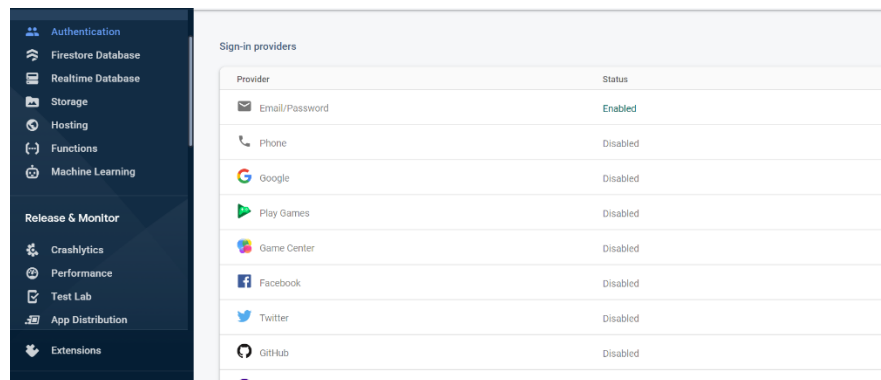 Authentication
Firestore Database
Realtime Database
Storage
Hosting
Functions
Machine Learning
Release & Monitor
Crashlytics
Performance
Test Lab
App Distribution
Extensions
Sign-in providers
Provider Status
Email/Password Enabled
Phone Disabled
Google Disabled
Play Games Disabled
Game Center Disabled
Facebook Disabled
Twitter Disabled
GitHub Disabled